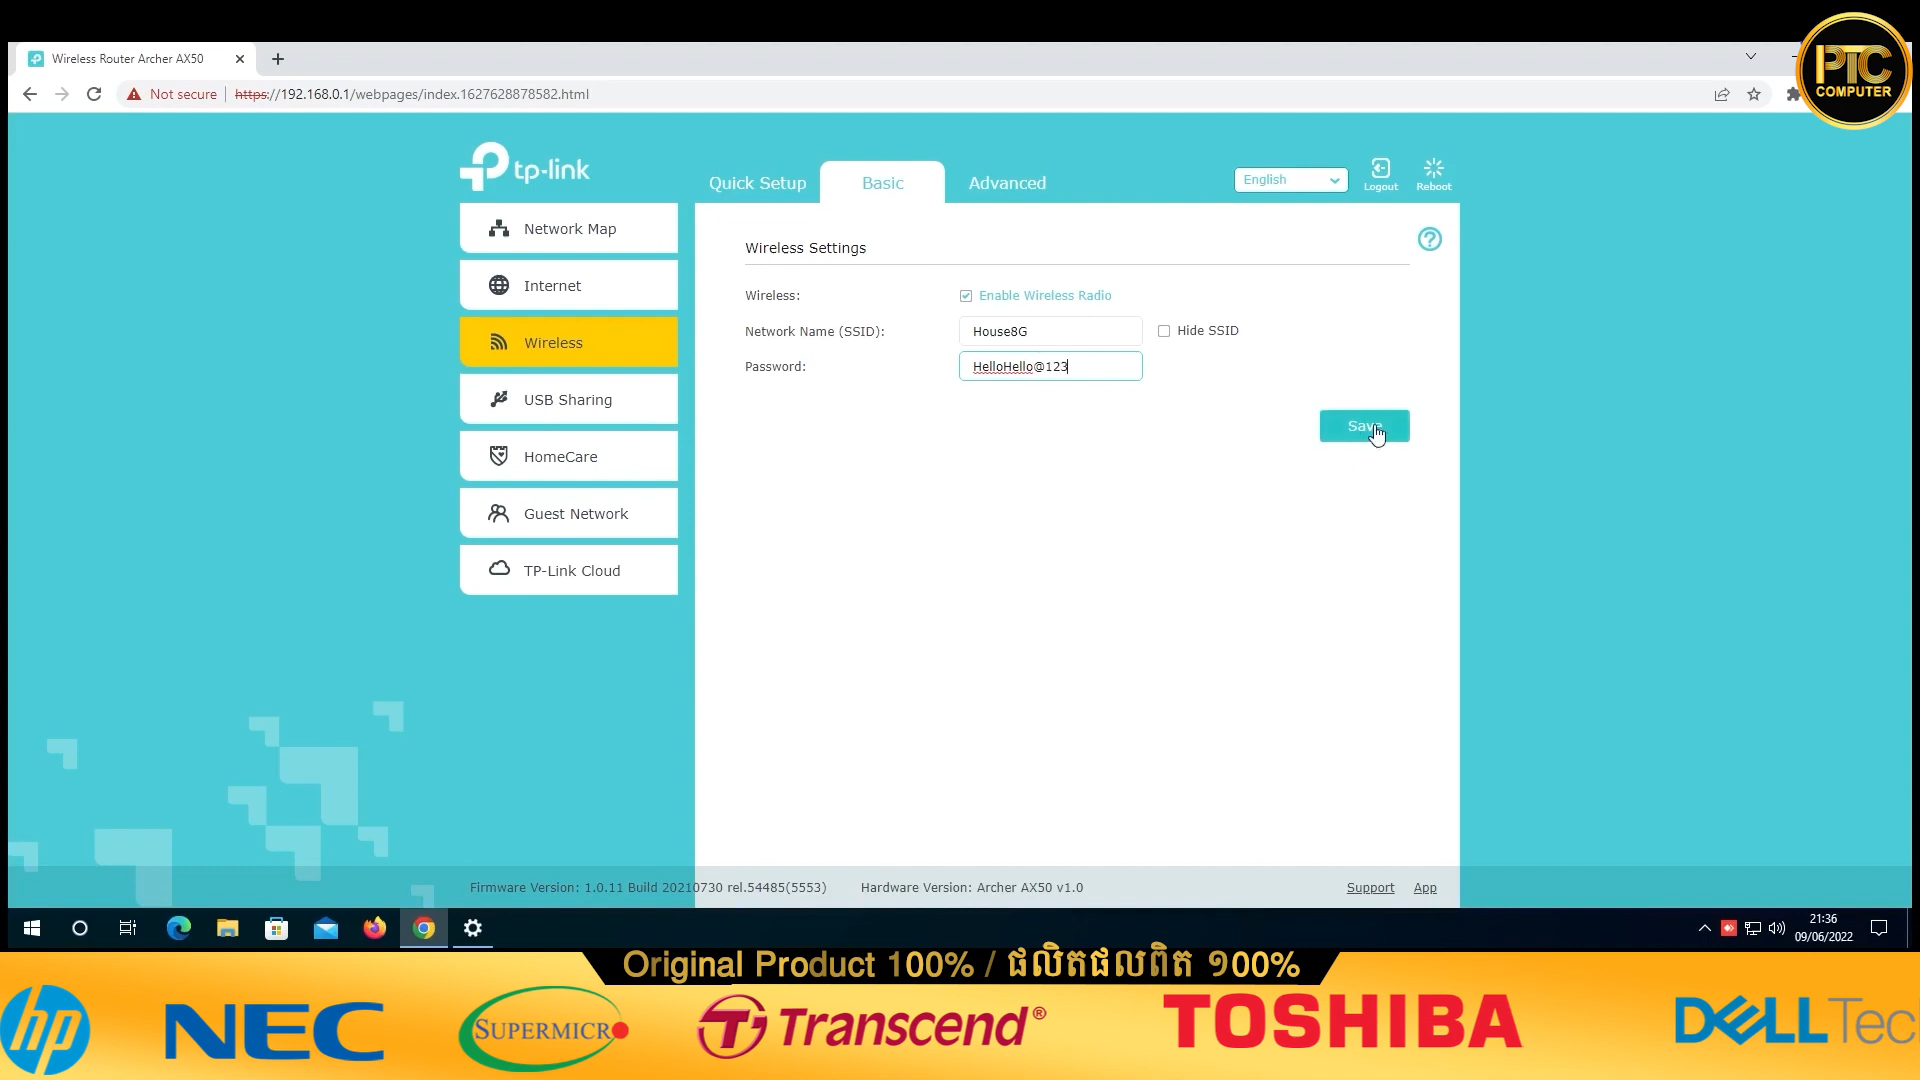 Wireless Router Archer AX50
Not secure
https://192.168.0.1/webpages/index.1627628878582.html
PTC
COMPUTER
tp-link
Quick Setup
Basic
Advanced
English
Logout
Reboot
Network Map
Internet
Wireless
USB Sharing
HomeCare
Guest Network
TP-Link Cloud
Wireless Settings
Wireless:
Enable Wireless Radio
Network Name (SSID):
House8G
Hide SSID
Password:
HelloHello@123
Save
Firmware Version: 1.0.11 Build 20210730 rel.54485(5553)
Hardware Version: Archer AX50 v1.0
Support
App
21:36
09/06/2022
Original Product 100% / ផលិតផលពិត ១00%
hp
NEC
SUPERMICRO
Transcend®
TOSHIBA
DELLTec